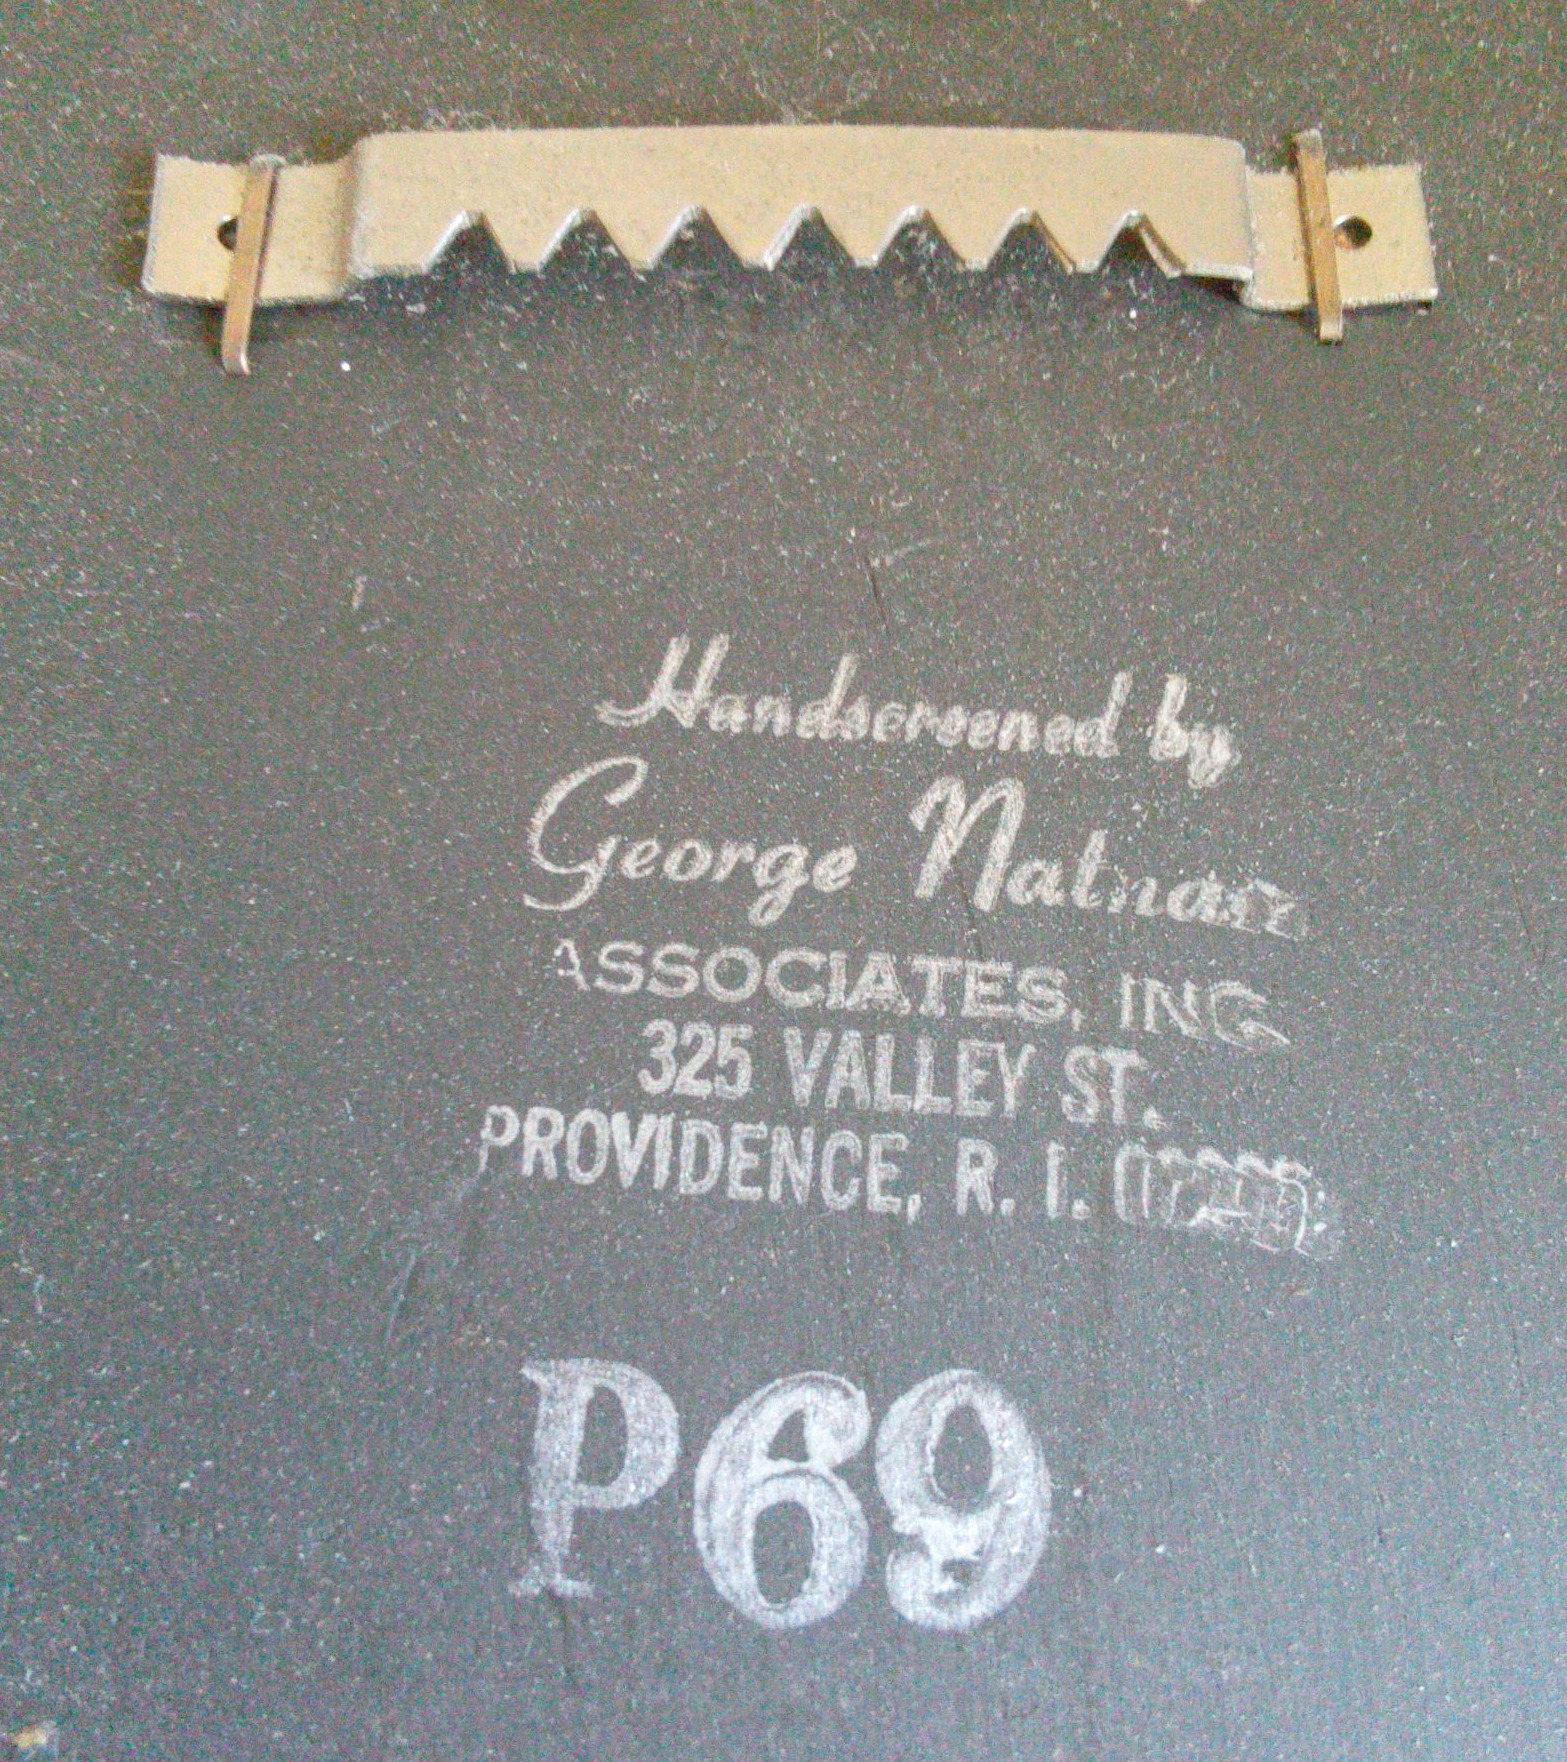 Handscreened by
George Nathan
ASSOCIATES, INC
325 VALLEY ST.
PROVIDENCE, R. I.
P69